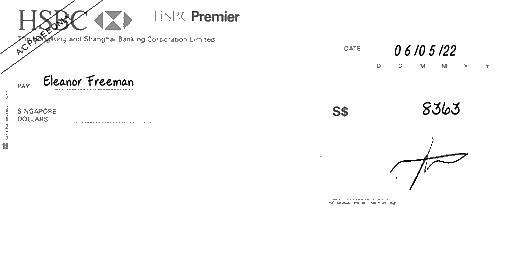 HSBC HSBC Premier
The Hongkong and Shanghai Banking Corporation Limited
A/C PAYEE ONLY
DATE 06/05/22
D D M M Y Y
PAY Eleanor Freeman
SINGAPORE
DOLLARS
S$ 8363